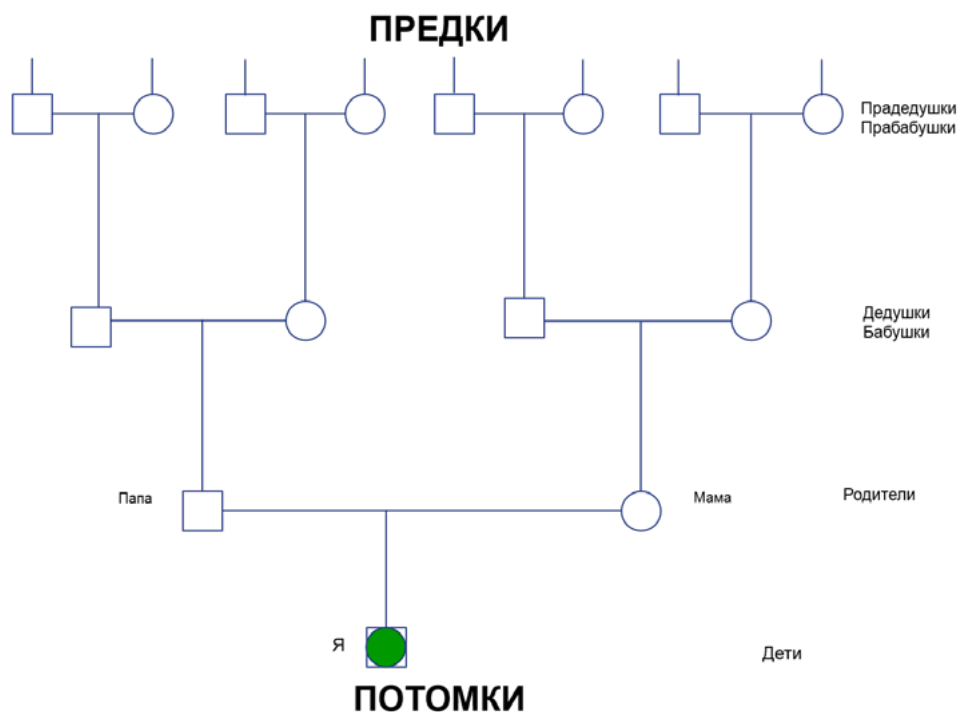 ПРЕДКИ
Прадедушки
Прабабушки
Дедушки
Бабушки
Папа
Мама
Родители
Я
Дети
ПОТОМКИ